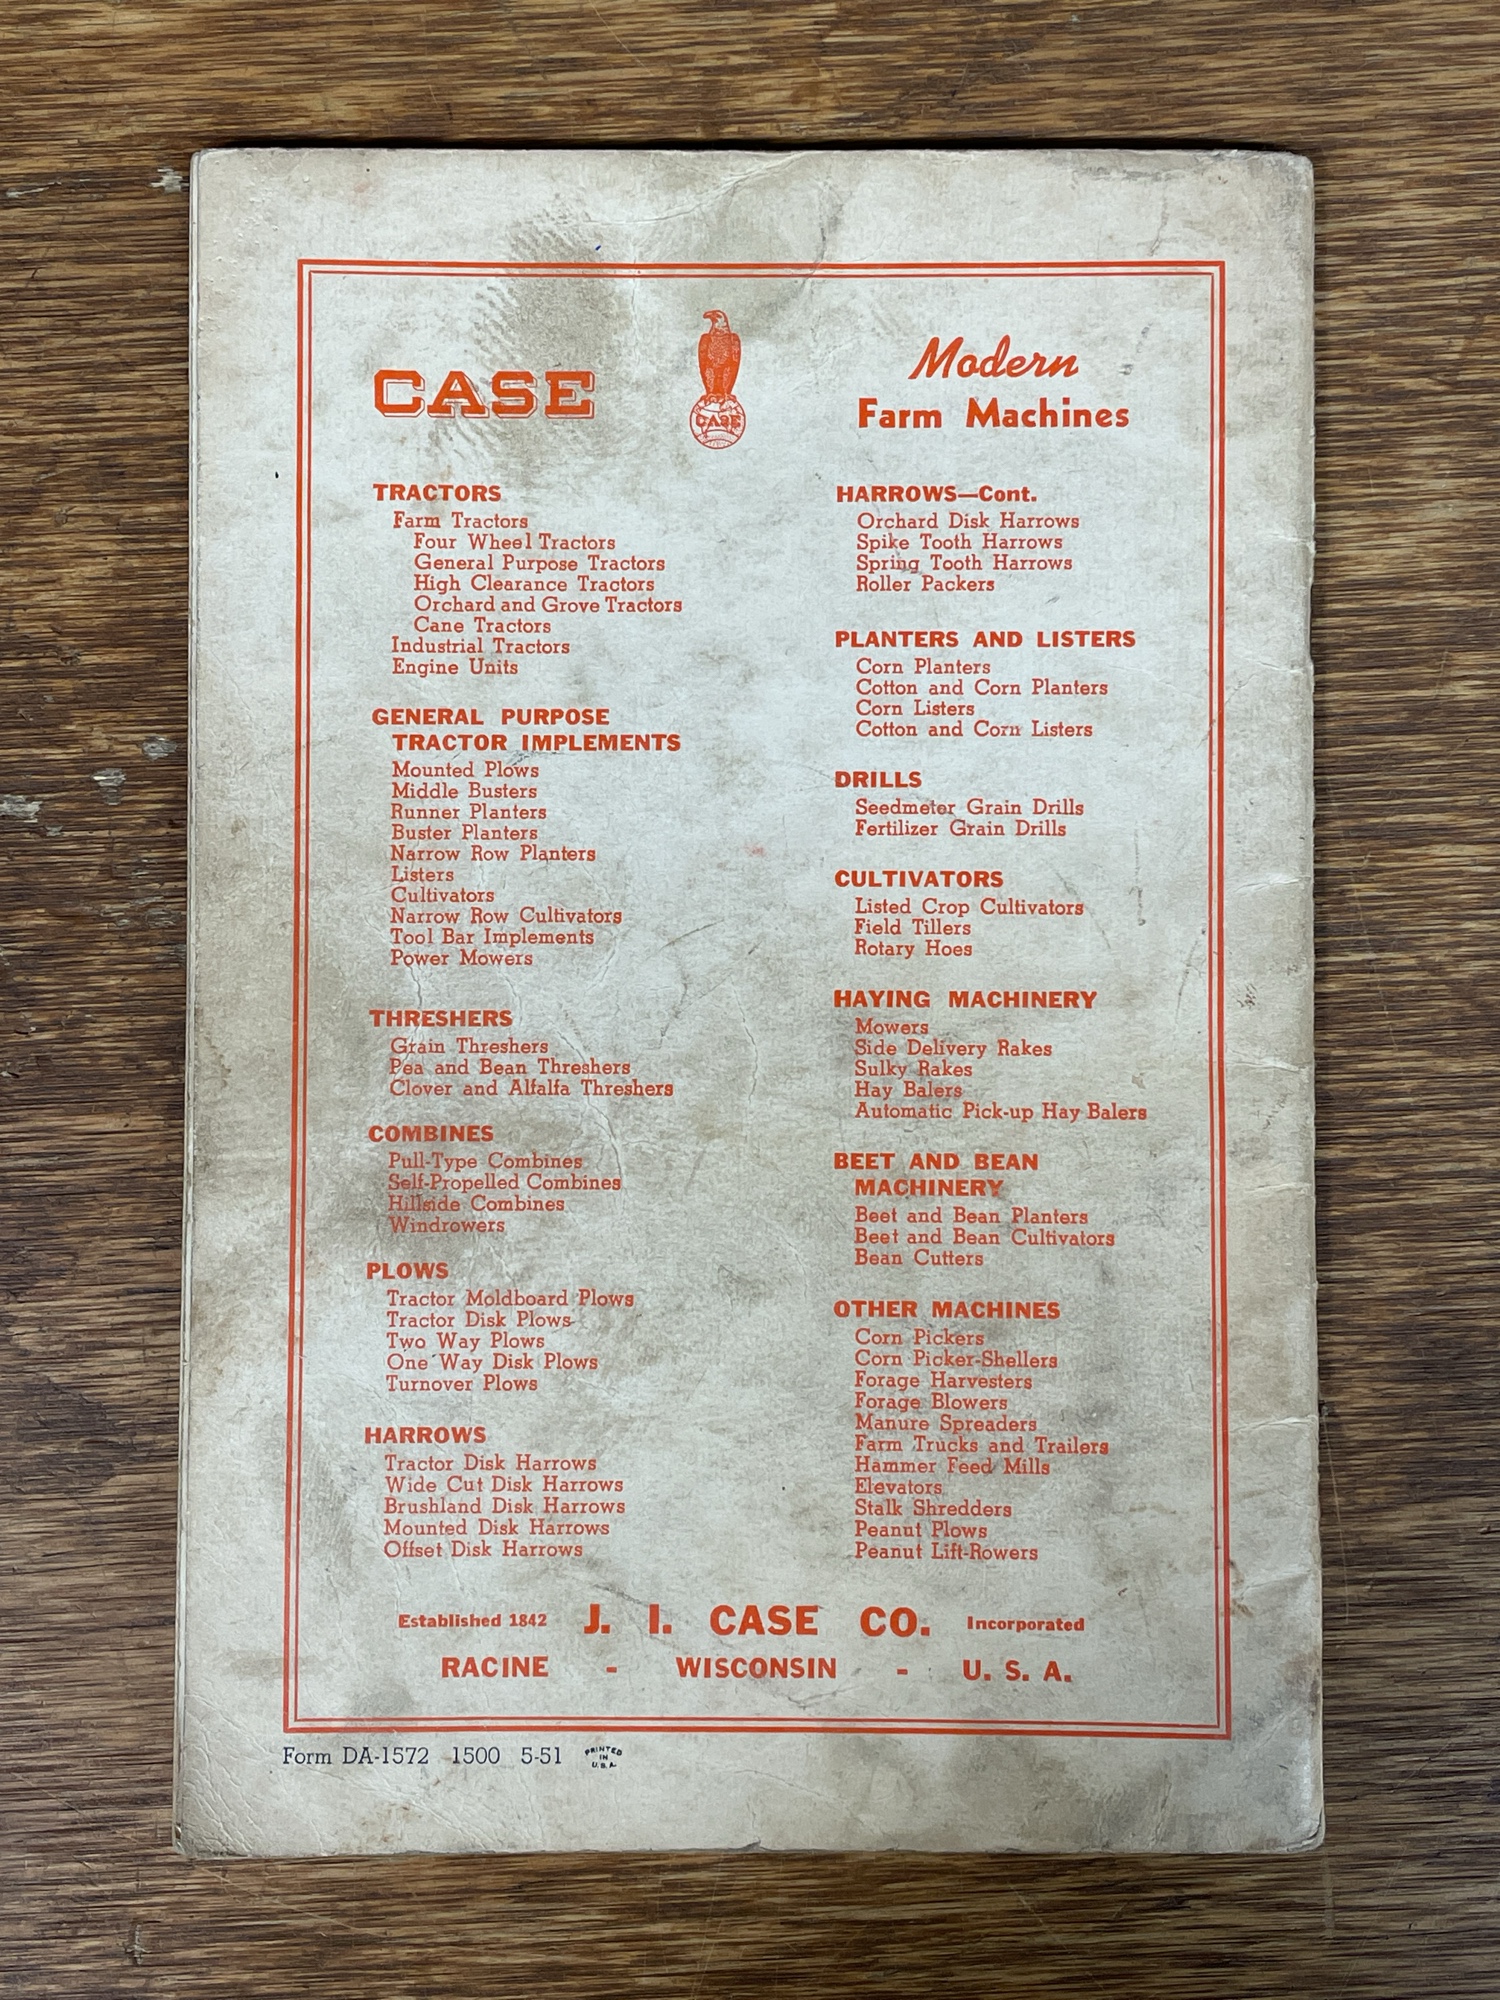 CASE
CASE
Modern
Farm Machines
TRACTORS
Farm Tractors
Four Wheel Tractors
General Purpose Tractors
High Clearance Tractors
Orchard and Grove Tractors
Cane Tractors
Industrial Tractors
Engine Units
GENERAL PURPOSE
TRACTOR IMPLEMENTS
Mounted Plows
Middle Busters
Runner Planters
Buster Planters
Narrow Row Planters
Listers
Cultivators
Narrow Row Cultivators
Tool Bar Implements
Power Mowers
THRESHERS
Grain Threshers
Pea and Bean Threshers
Clover and Alfalfa Threshers
COMBINES
Pull-Type Combines
Self-Propelled Combines
Hillside Combines
Windrowers
PLOWS
Tractor Moldboard Plows
Tractor Disk Plows
Two Way Plows
One Way Disk Plows
Turnover Plows
HARROWS
Tractor Disk Harrows
Wide Cut Disk Harrows
Brushland Disk Harrows
Mounted Disk Harrows
Offset Disk Harrows
HARROWS—Cont.
Orchard Disk Harrows
Spike Tooth Harrows
Spring Tooth Harrows
Roller Packers
PLANTERS AND LISTERS
Corn Planters
Cotton and Corn Planters
Corn Listers
Cotton and Corn Listers
DRILLS
Seedmeter Grain Drills
Fertilizer Grain Drills
CULTIVATORS
Listed Crop Cultivators
Field Tillers
Rotary Hoes
HAYING MACHINERY
Mowers
Side Delivery Rakes
Sulky Rakes
Hay Balers
Automatic Pick-up Hay Balers
BEET AND BEAN
MACHINERY
Beet and Bean Planters
Beet and Bean Cultivators
Bean Cutters
OTHER MACHINES
Corn Pickers
Corn Picker-Shellers
Forage Harvesters
Forage Blowers
Manure Spreaders
Farm Trucks and Trailers
Hammer Feed Mills
Elevators
Stalk Shredders
Peanut Plows
Peanut Lift-Rowers
Established 1842 J. I. CASE CO. Incorporated
RACINE - WISCONSIN - U. S. A.
Form DA-1572 1500 5-51
PRINTED
IN
U.S.A.